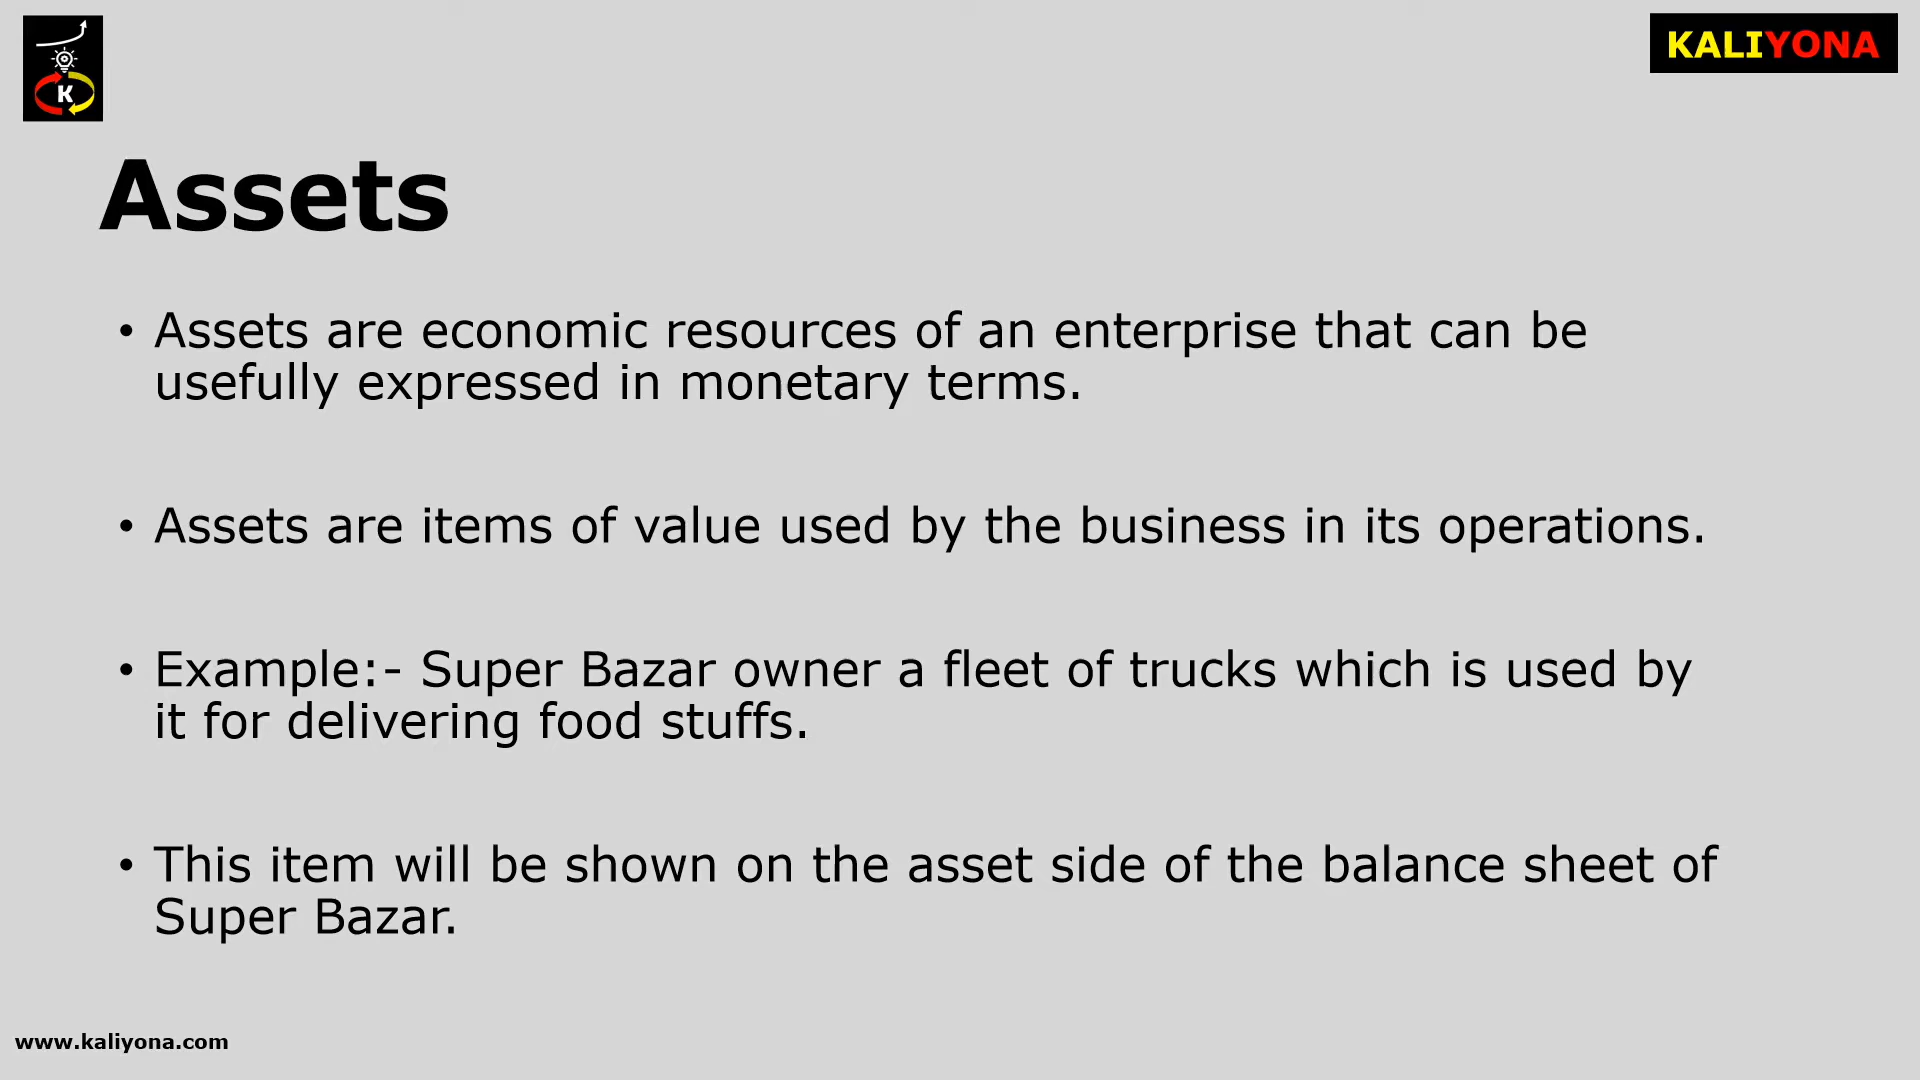 K
KALIYONA
Assets
• Assets are economic resources of an enterprise that can be
usefully expressed in monetary terms.
• Assets are items of value used by the business in its operations.
• Example:- Super Bazar owner a fleet of trucks which is used by
it for delivering food stuffs.
• This item will be shown on the asset side of the balance sheet of
Super Bazar.
www.kaliyona.com